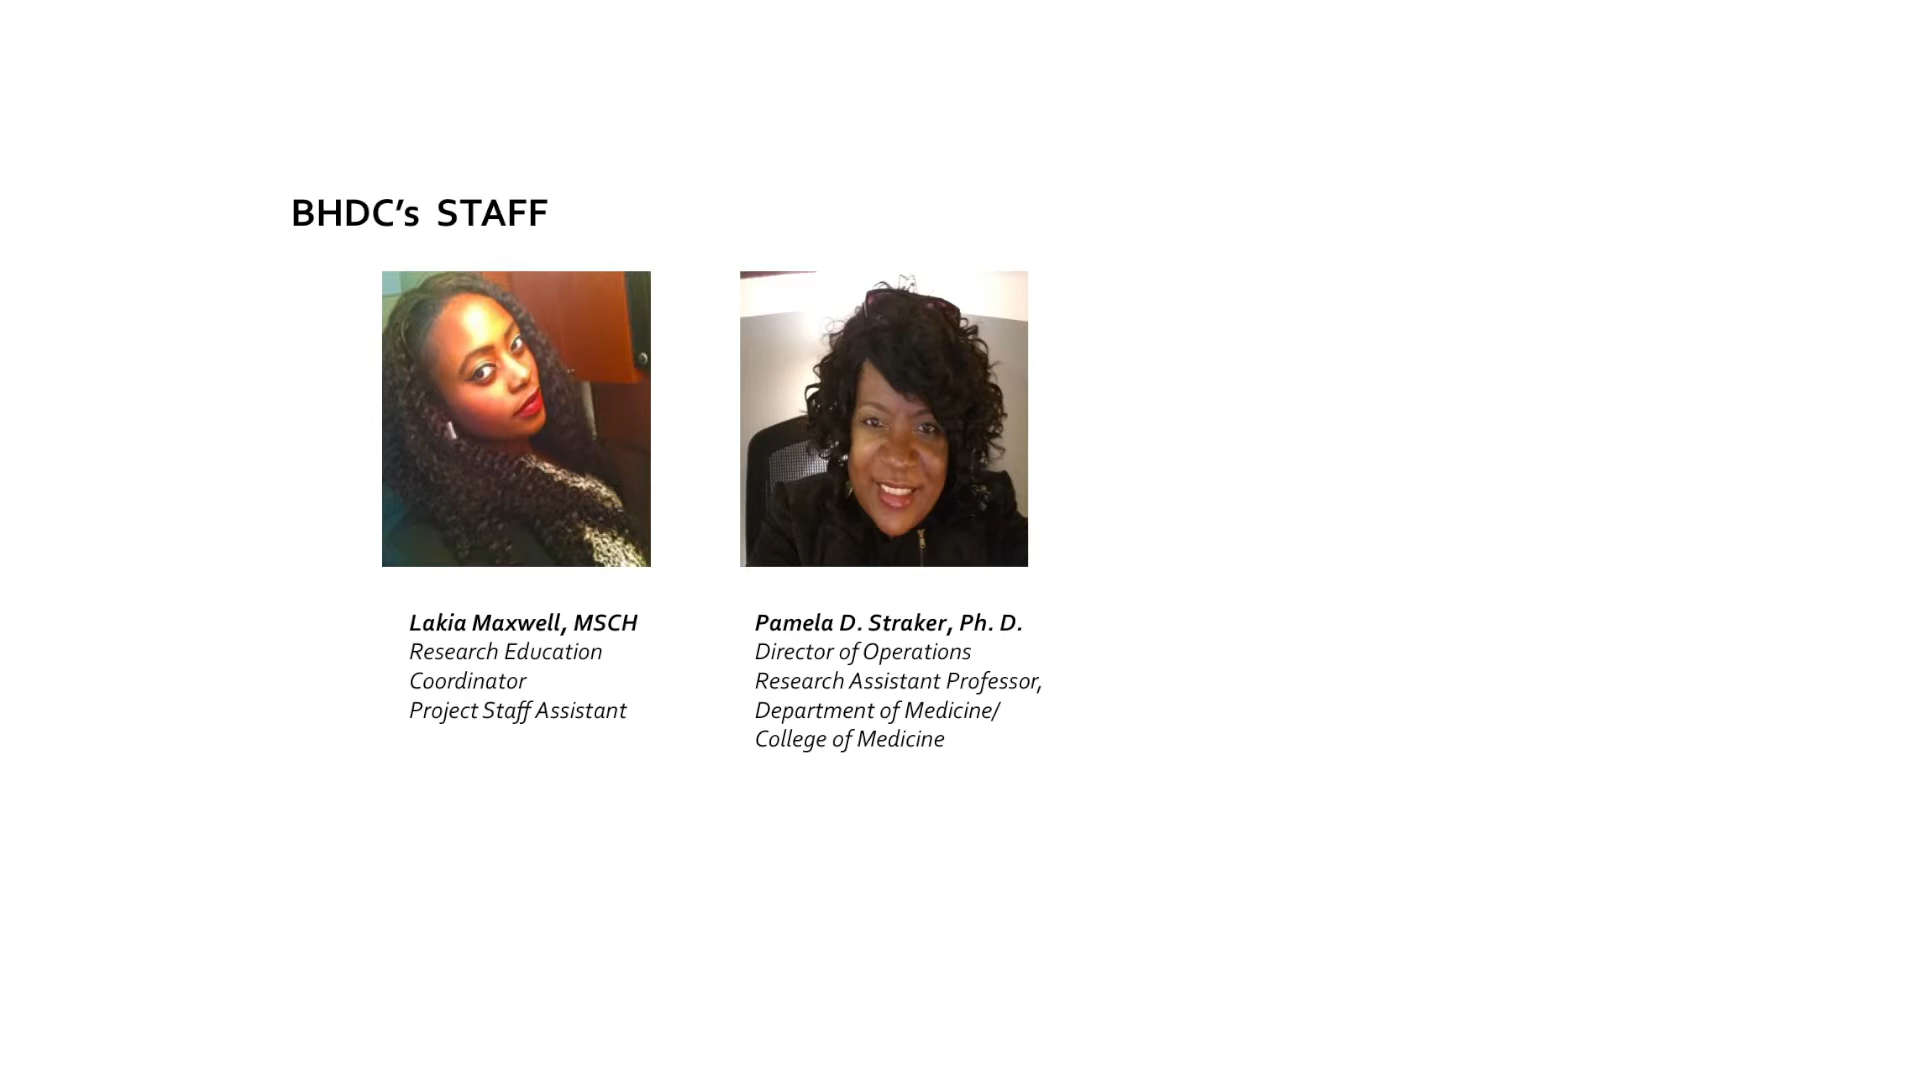 BHDC’s STAFF
Lakia Maxwell, MSCH
Research Education
Coordinator
Project Staff Assistant
Pamela D. Straker, Ph. D.
Director of Operations
Research Assistant Professor,
Department of Medicine/
College of Medicine